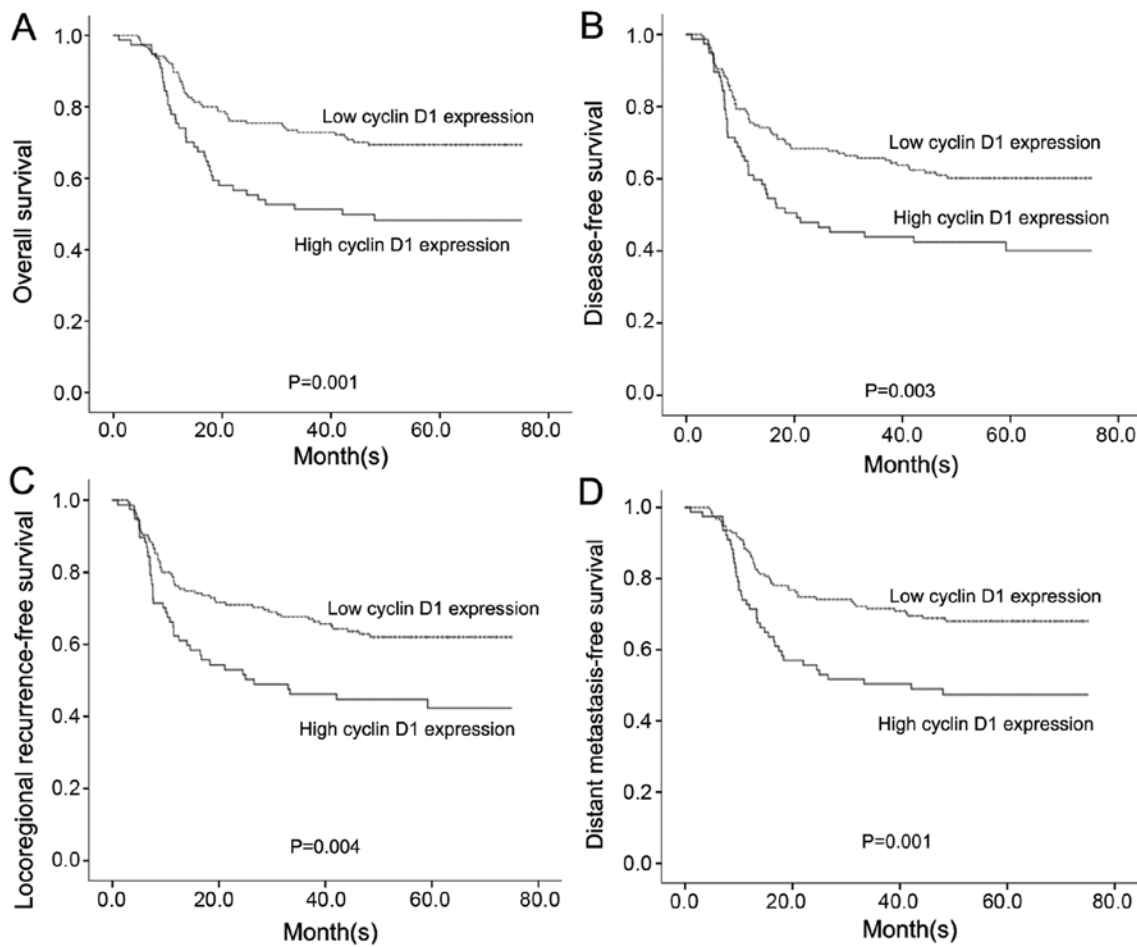 A
Overall survival
1.0
0.8
0.6
0.4
0.2
0.0
Low cyclin D1 expression
High cyclin D1 expression
P=0.001
0.0 20.0 40.0 60.0 80.0
Month(s)
B
Disease-free survival
1.0
0.8
0.6
0.4
0.2
0.0
Low cyclin D1 expression
High cyclin D1 expression
P=0.003
0.0 20.0 40.0 60.0 80.0
Month(s)
C
Locoregional recurrence-free survival
1.0
0.8
0.6
0.4
0.2
0.0
Low cyclin D1 expression
High cyclin D1 expression
P=0.004
0.0 20.0 40.0 60.0 80.0
Month(s)
D
Distant metastasis-free survival
1.0
0.8
0.6
0.4
0.2
0.0
Low cyclin D1 expression
High cyclin D1 expression
P=0.001
0.0 20.0 40.0 60.0 80.0
Month(s)